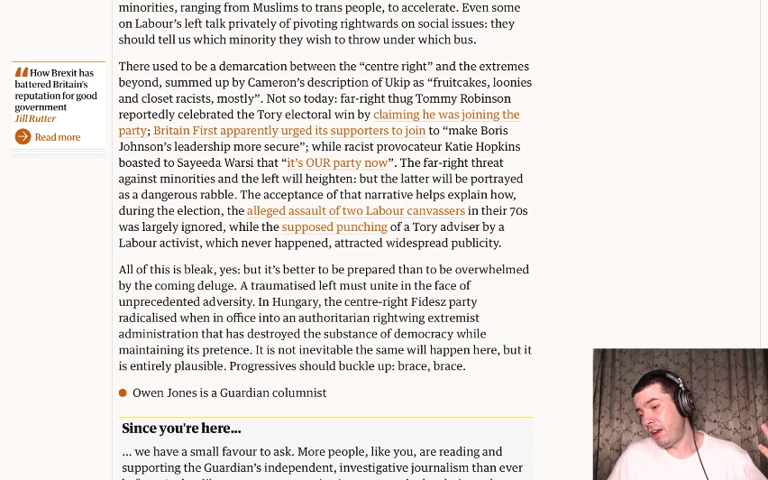 minorities, ranging from Muslims to trans people, to accelerate. Even some
on Labour's left talk privately of pivoting rightwards on social issues: they
should tell us which minority they wish to throw under which bus.
There used to be a demarcation between the “centre right” and the extremes
beyond, summed up by Cameron's description of Ukip as “fruitcakes, loonies
and closet racists, mostly”. Not so today: far-right thug Tommy Robinson
reportedly celebrated the Tory electoral win by claiming he was joining the
party; Britain First apparently urged its supporters to join to “make Boris
Johnson's leadership more secure”; while racist provocateur Katie Hopkins
boasted to Sayeeda Warsi that “it's OUR party now”. The far-right threat
against minorities and the left will heighten: but the latter will be portrayed
as a dangerous rabble. The acceptance of that narrative helps explain how,
during the election, the alleged assault of two Labour canvassers in their 70s
was largely ignored, while the supposed punching of a Tory adviser by a
Labour activist, which never happened, attracted widespread publicity.
All of this is bleak, yes: but it's better to be prepared than to be overwhelmed
by the coming deluge. A traumatised left must unite in the face of
unprecedented adversity. In Hungary, the centre-right Fidesz party
radicalised when in office into an authoritarian rightwing extremist
administration that has destroyed the substance of democracy while
maintaining its pretence. It is not inevitable the same will happen here, but it
is entirely plausible. Progressives should buckle up: brace, brace.
Owen Jones is a Guardian columnist
Since you're here...
... we have a small favour to ask. More people, like you, are reading and
supporting the Guardian's independent, investigative journalism than ever
How Brexit has
battered Britain's
reputation for good
government
Jill Rutter
Read more